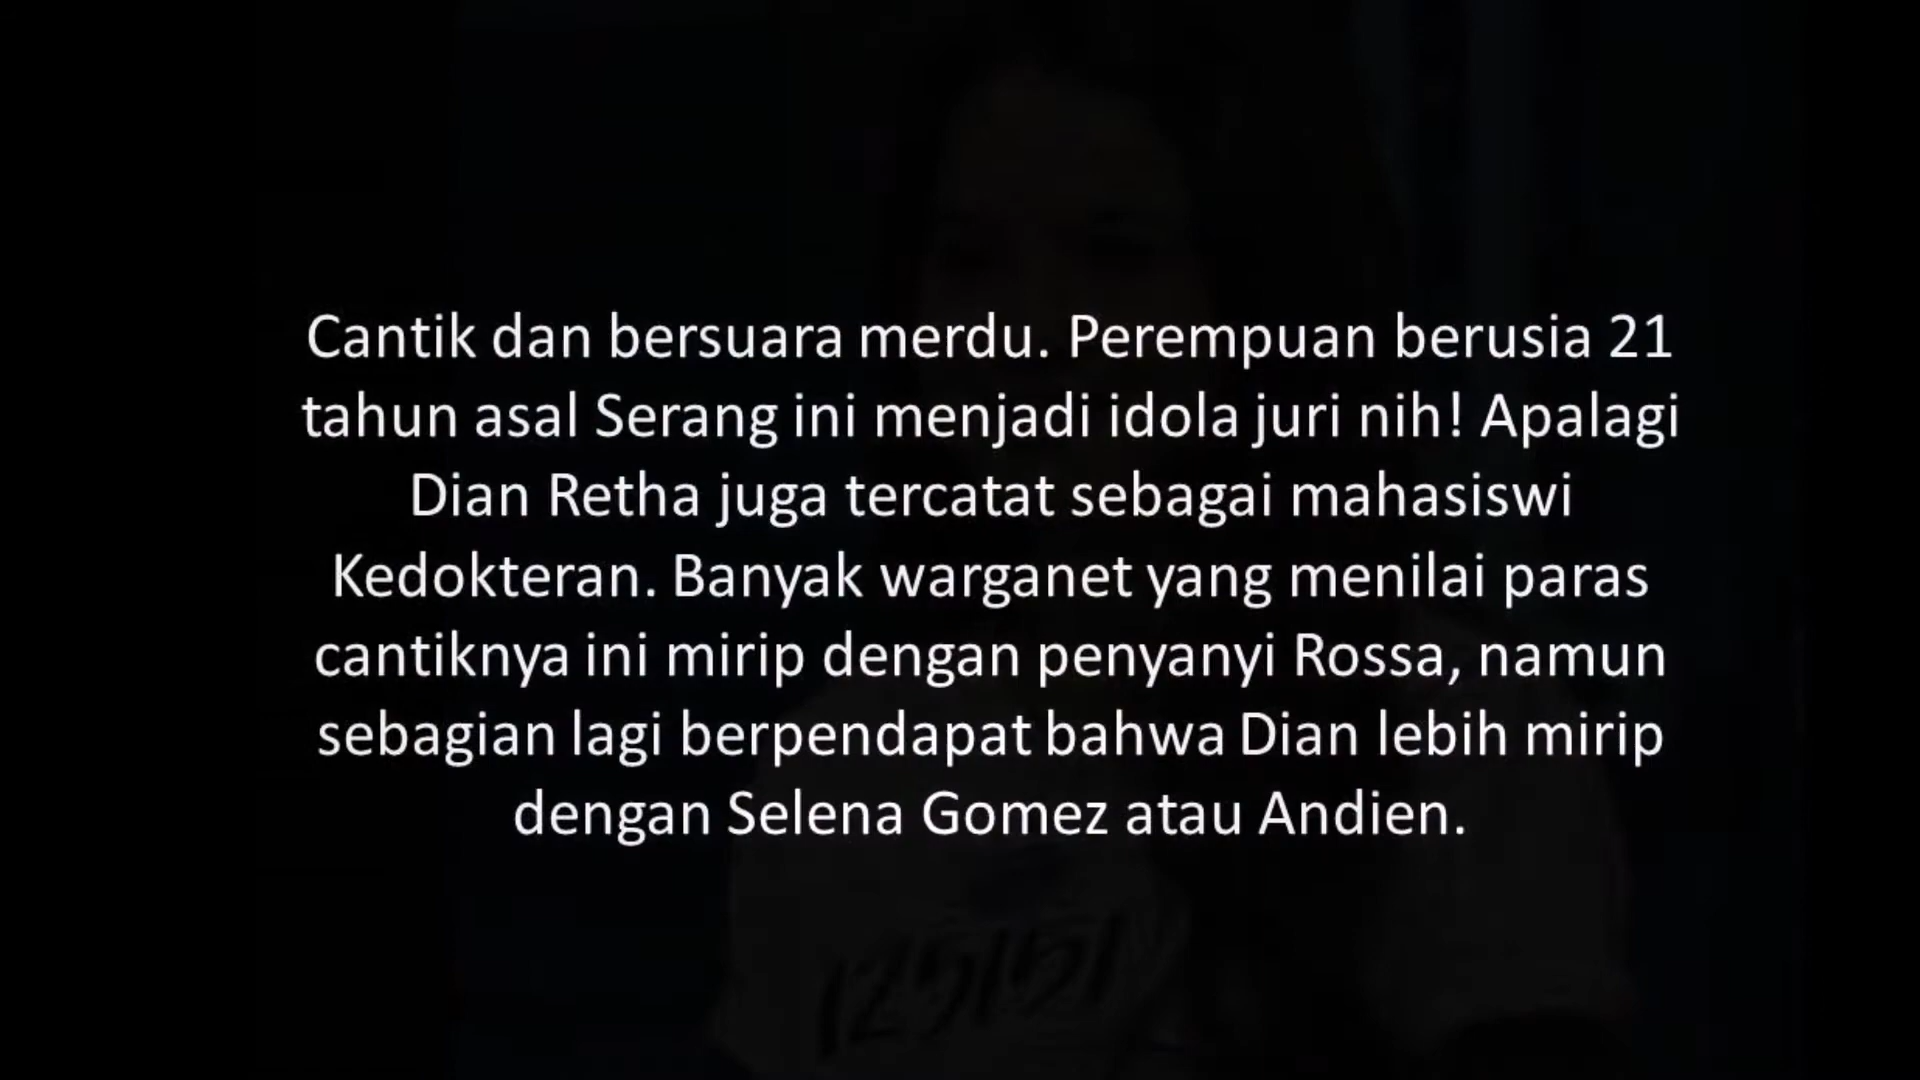 Cantik dan bersuara merdu. Perempuan berusia 21
tahun asal Serang ini menjadi idola juri nih! Apalagi
Dian Retha juga tercatat sebagai mahasiswi
Kedokteran. Banyak warganet yang menilai paras
cantiknya ini mirip dengan penyanyi Rossa, namun
sebagian lagi berpendapat bahwa Dian lebih mirip
dengan Selena Gomez atau Andien.